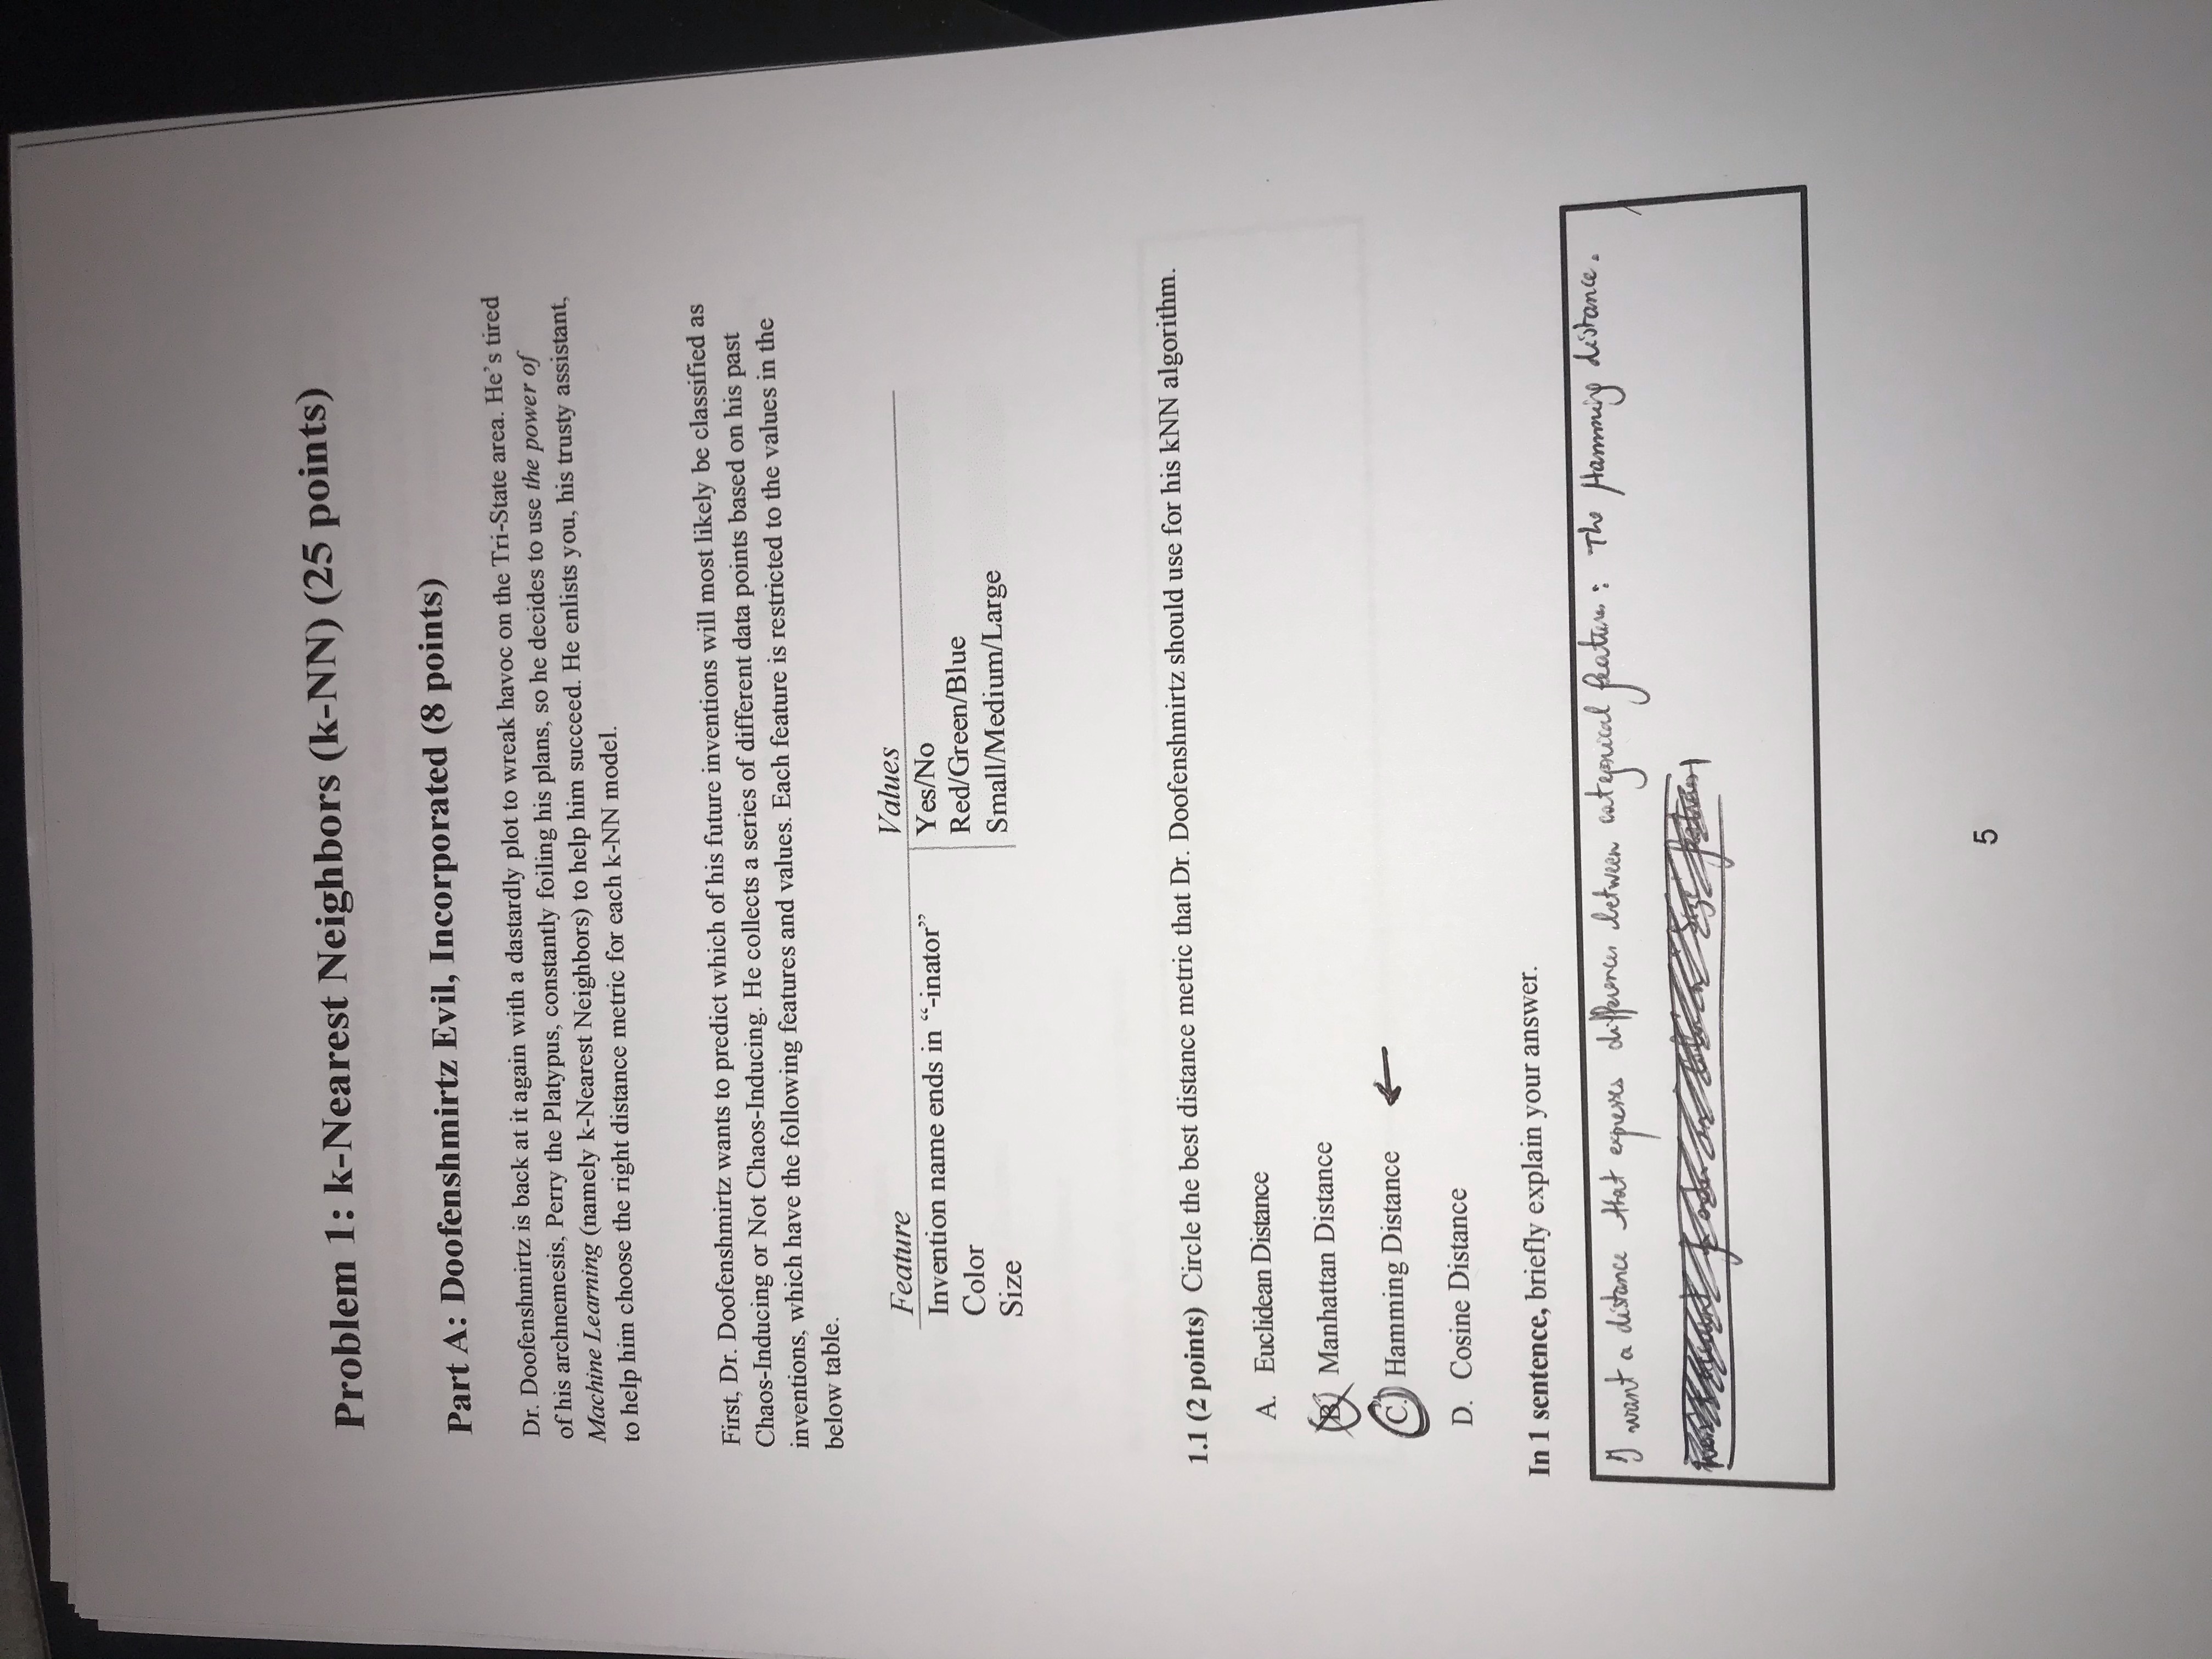 Problem 1: k-Nearest Neighbors (k-NN) (25 points)
Part A: Doofenshmirtz Evil, Incorporated (8 points)
Dr. Doofenshmirtz is back at it again with a dastardly plot to wreak havoc on the Tri-State area. He’s tired
of his archnemesis, Perry the Platypus, constantly foiling his plans, so he decides to use the power of
Machine Learning (namely k-Nearest Neighbors) to help him succeed. He enlists you, his trusty assistant,
to help him choose the right distance metric for each k-NN model.
First, Dr. Doofenshmirtz wants to predict which of his future inventions will most likely be classified as
Chaos-Inducing or Not Chaos-Inducing. He collects a series of different data points based on his past
inventions, which have the following features and values. Each feature is restricted to the values in the
below table.
Feature Values
Invention name ends in “-inator” Yes/No
Color Red/Green/Blue
Size Small/Medium/Large
1.1 (2 points) Circle the best distance metric that Dr. Doofenshmirtz should use for his kNN algorithm.
A. Euclidean Distance
B. Manhattan Distance
C. Hamming Distance ←
D. Cosine Distance
In 1 sentence, briefly explain your answer.
I want a distance that expresses differences between categorical features: The Hamming distance.
5